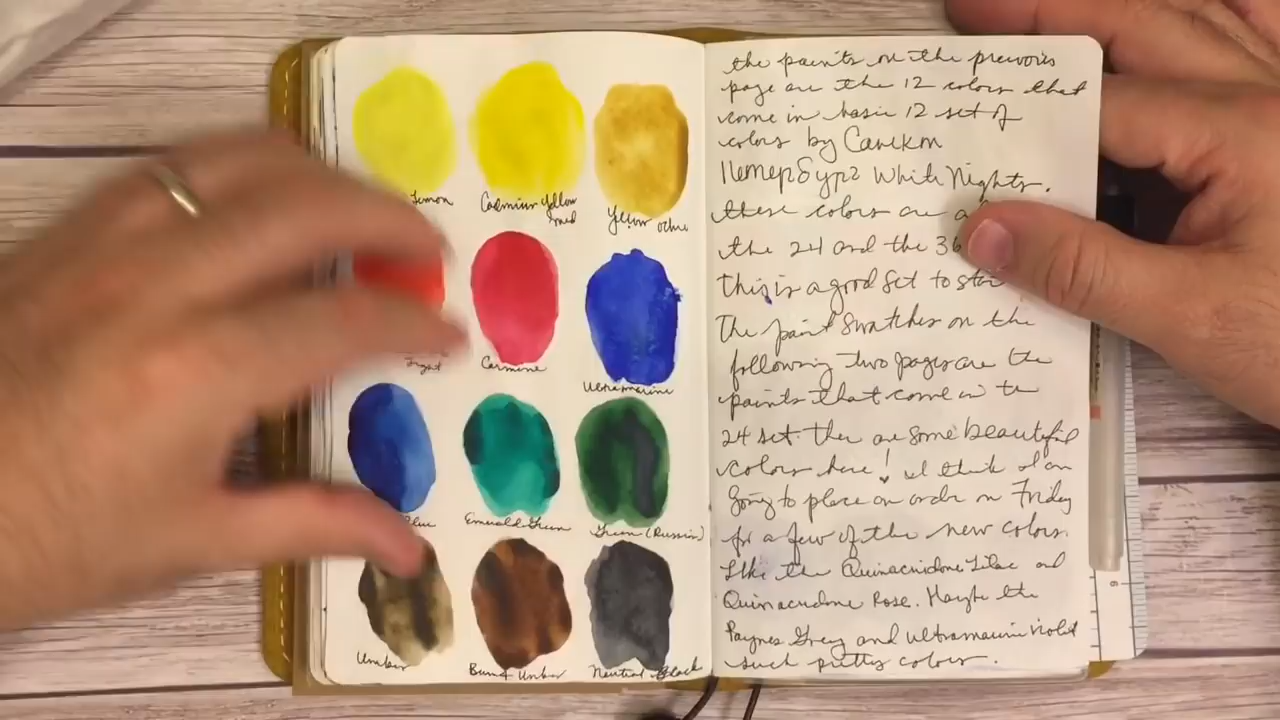 Lemon
Cadmium Yellow
med
Yellow ochre
Light
Carmine
Ultramarine
Blue
Emerald Green
Green (Russian)
Umber
Burnt Umber
Neutral Black
the paints on the previous
page are the 12 colors that
come in basic 12 set of
colors by Санкт
Петербург White Nights.
these colors are a
the 24 and the 36
this is a good set to star
The paint swatches on the
following two pages are the
paints that come in the
24 set. Ther are some beautiful
colors here! I think I am
going to place an order on Friday
for a few of the new colors.
Like the Quinacridone Lilac and
Quinacridone Rose. Maybe the
Paynes Grey and ultramarine violet
such pretty colors.